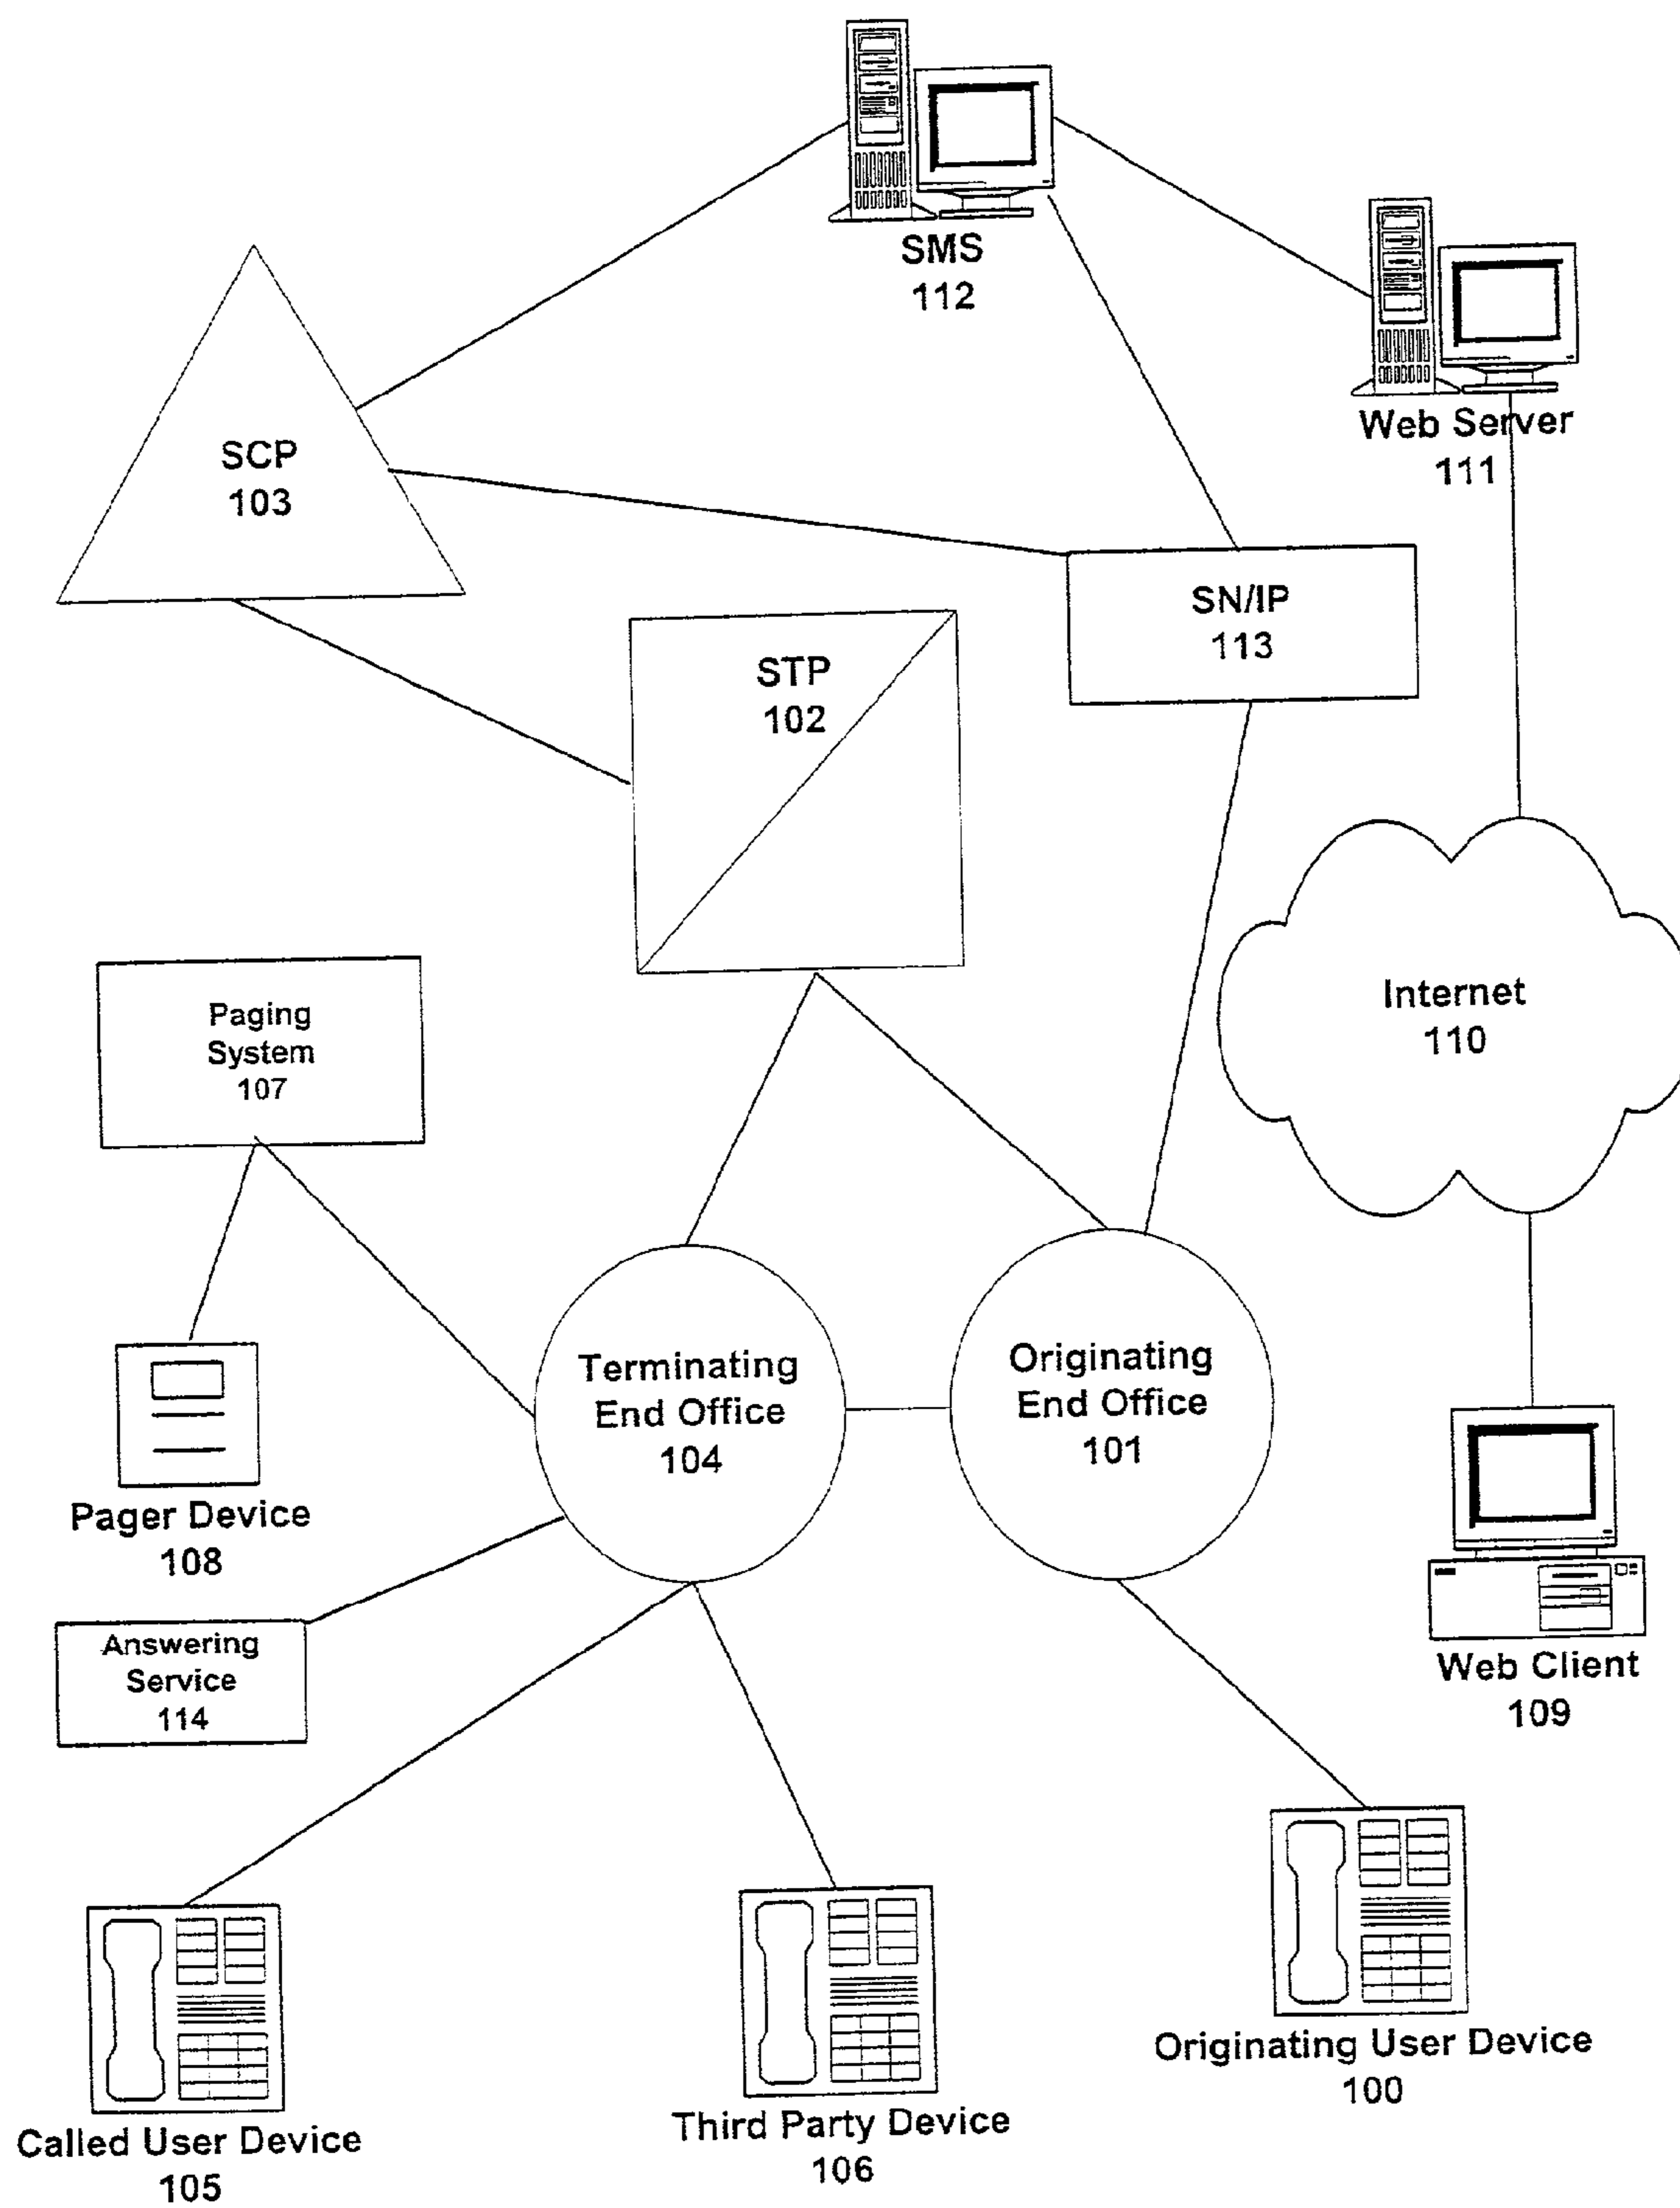 SMS
112
Web Server
111
SCP
103
SN/IP
113
STP
102
Internet
110
Paging
System
107
Terminating
End Office
104
Originating
End Office
101
Pager Device
108
Answering
Service
114
Web Client
109
Originating User Device
100
Third Party Device
106
Called User Device
105